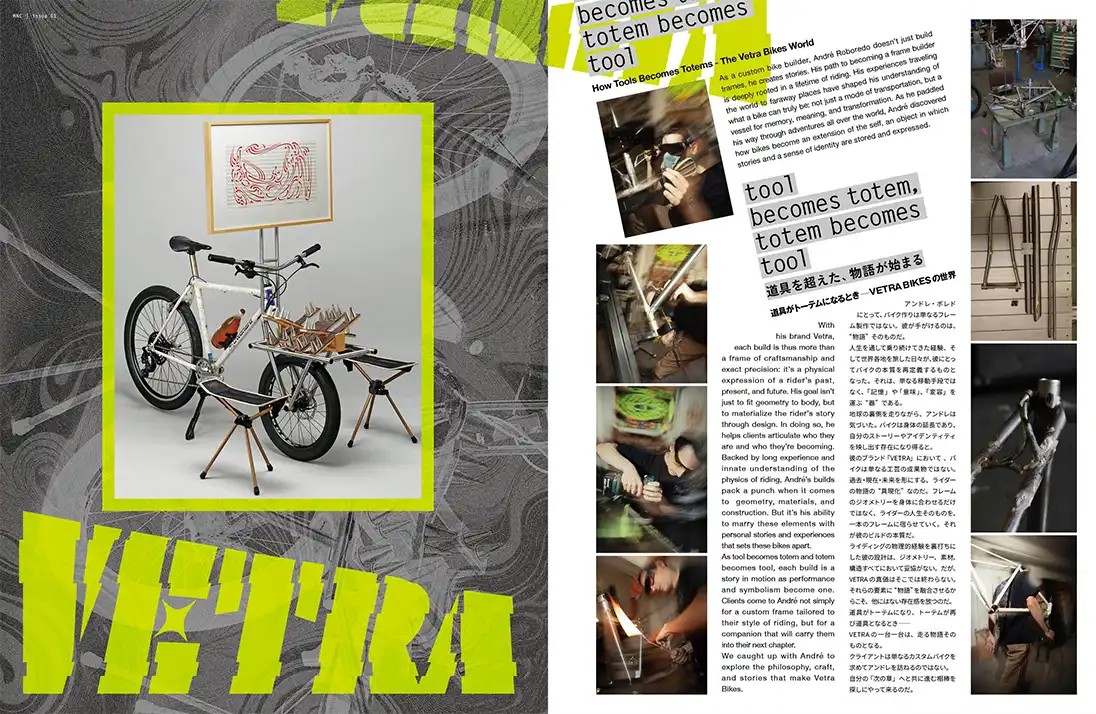 MNC | Issue 01
VETRA
becomes
totem becomes
tool
How Tools Becomes Totems - The Vetra Bikes World
As a custom bike builder, André Roboredo doesn't just build
frames, he creates stories. His path to becoming a frame builder
is deeply rooted in a lifetime of riding. His experiences traveling
the world to faraway places have shaped his understanding of
what a bike can truly be: not just a mode of transportation, but a
vessel for memory, meaning, and transformation. As he paddled
his way through adventures all over the world, André discovered
how bikes become an extension of the self, an object in which
stories and a sense of identity are stored and expressed.
tool
becomes totem,
totem becomes
tool
道具を超えた、物語が始まる
道具がトーテムになるとき—VETRA BIKESの世界
With
his brand Vetra,
each build is thus more than
a frame of craftsmanship and
exact precision: it's a physical
expression of a rider's past,
present, and future. His goal isn't
just to fit geometry to body, but
to materialize the rider's story
through design. In doing so, he
helps clients articulate who they
are and who they're becoming.
Backed by long experience and
innate understanding of the
physics of riding, André's builds
pack a punch when it comes
to geometry, materials, and
construction. But it's his ability
to marry these elements with
personal stories and experiences
that sets these bikes apart.
As tool becomes totem and totem
becomes tool, each build is a
story in motion as performance
and symbolism become one.
Clients come to André not simply
for a custom frame tailored to
their style of riding, but for a
companion that will carry them
into their next chapter.
We caught up with André to
explore the philosophy, craft,
and stories that make Vetra
Bikes.
アンドレ・ボレド
にとって、バイク作りは単なるフレー
ム製作ではない。彼が手がけるのは、
“物語”そのものだ。
人生を通して乗り続けてきた経験、そ
して世界各地を旅した日々が、彼にとっ
てバイクの本質を再定義するものと
なった。それは、単なる移動手段では
なく、「記憶」や「意味」、「変容」を
運ぶ“器”である。
地球の裏側を走りながら、アンドレは
気づいた。バイクは身体の延長であり、
自分のストーリーやアイデンティティ
を映し出す存在になり得ると。
彼のブランド「VETRA」において、バ
イクは単なる工芸の成果物ではない。
過去・現在・未来を形にする、ライダー
の物語の“具現化”なのだ。フレーム
のジオメトリーを身体に合わせるだけ
ではなく、ライダーの人生そのものを、
一本のフレームに宿らせていく。それ
が彼のビルドの本質だ。
ライディングの物理的経験を裏打ちに
した彼の設計は、ジオメトリー、素材、
構造すべてにおいて妥協がない。だが、
VETRAの真価はそこでは終わらない。
それらの要素に“物語”を融合させるか
らこそ、他にはない存在感を放つのだ。
道具がトーテムになり、トーテムが再
び道具となるとき——
VETRAの一台一台は、走る物語その
ものとなる。
クライアントは単なるカスタムバイクを
求めてアンドレを訪ねるのではない。
自分の「次の章」へと共に進む相棒を
探しにやって来るのだ。